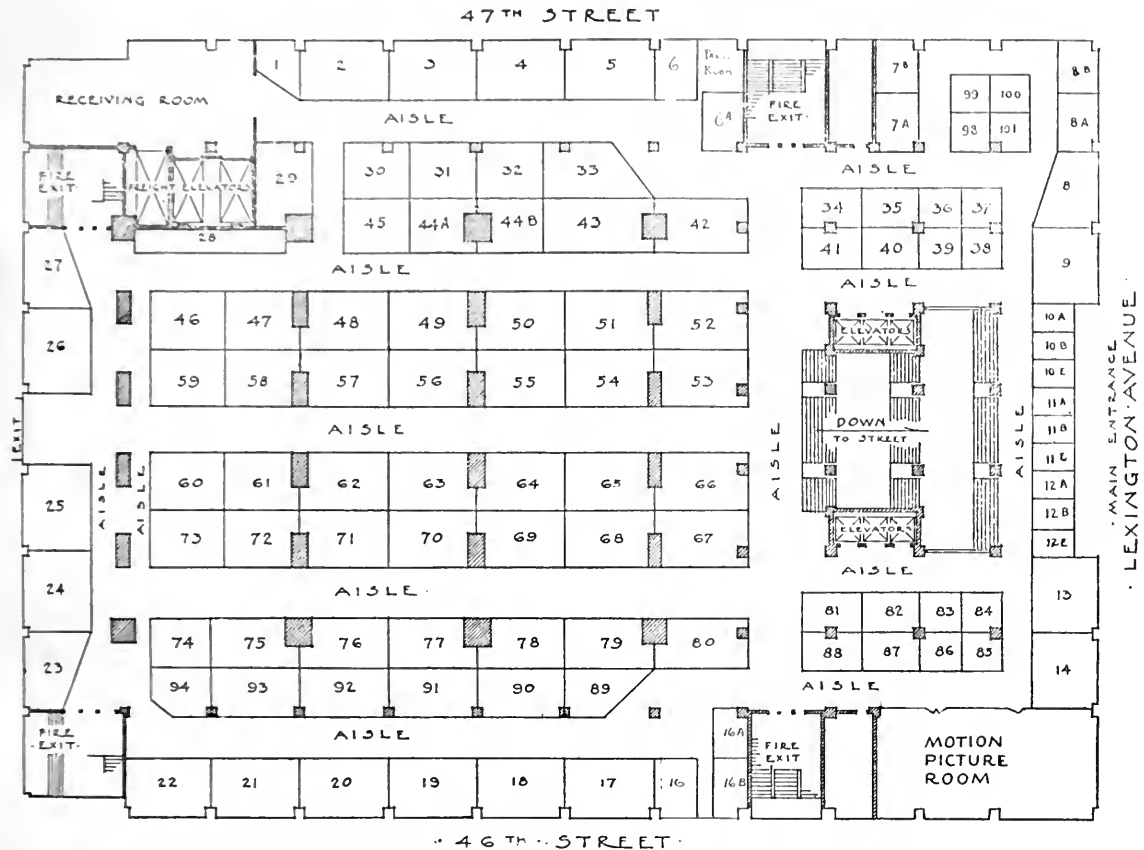 47TH STREET
1 2 3 4 5 6
PRESS ROOM
6A
FIRE EXIT
7B
7A
99 100
98 101
8B
8A
RECEIVING ROOM
AISLE
AISLE
FIRE EXIT
FREIGHT ELEVATORS
29
30 31 32 33
45 44A 44B 43 42
28
34 35 36 37
41 40 39 38
8
9
AISLE
AISLE
27
26
46 47 48 49 50 51 52
59 58 57 56 55 54 53
ELEVATORS
10A
10B
10E
11A
11B
11E
12A
12B
12E
EXIT
AISLE
AISLE
DOWN
TO STREET
AISLE
AISLE
AISLE
· MAIN ENTRANCE
· LEXINGTON AVENUE ·
25
24
60 61 62 63 64 65 66
73 72 71 70 69 68 67
ELEVATORS
AISLE ·
AISLE
13
14
23
74 75 76 77 78 79 80
94 93 92 91 90 89
81 82 83 84
88 87 86 85
AISLE
FIRE
· EXIT ·
AISLE
16A
16B
FIRE
EXIT
MOTION
PICTURE
ROOM
22 21 20 19 18 17 16
· 46TH · STREET ·